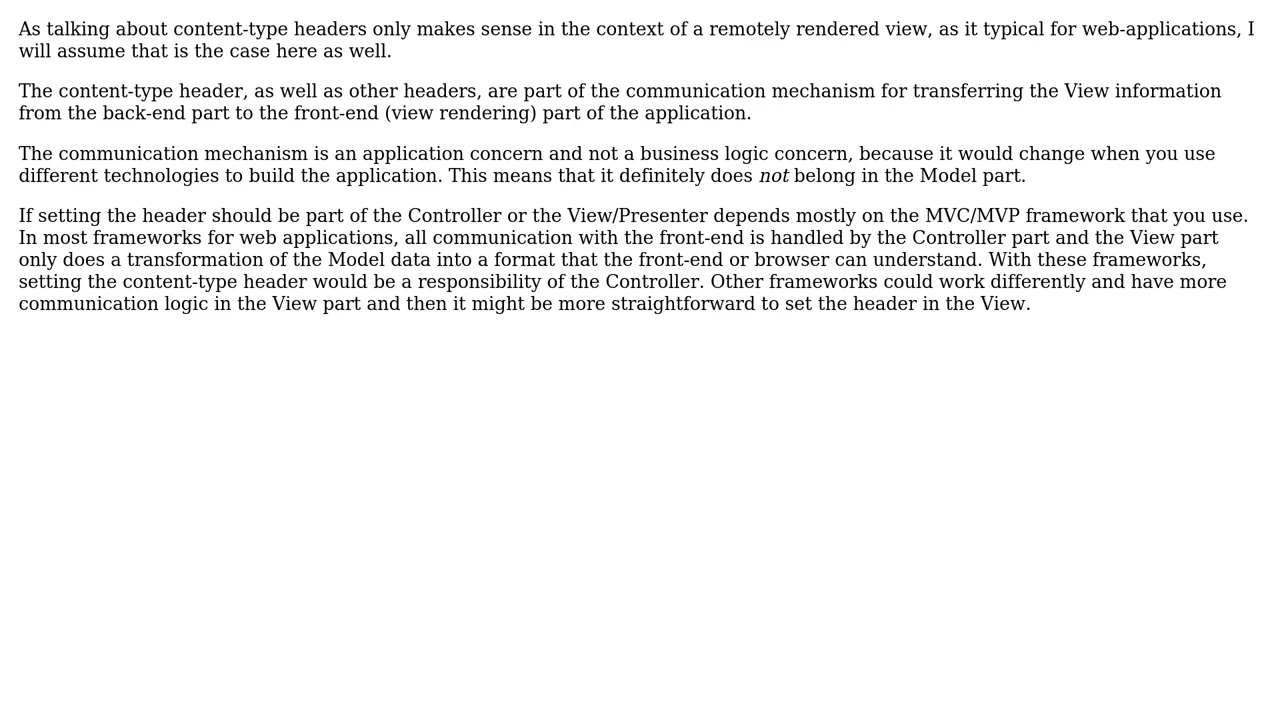 As talking about content-type headers only makes sense in the context of a remotely rendered view, as it typical for web-applications, I
will assume that is the case here as well.
The content-type header, as well as other headers, are part of the communication mechanism for transferring the View information
from the back-end part to the front-end (view rendering) part of the application.
The communication mechanism is an application concern and not a business logic concern, because it would change when you use
different technologies to build the application. This means that it definitely does not belong in the Model part.
If setting the header should be part of the Controller or the View/Presenter depends mostly on the MVC/MVP framework that you use.
In most frameworks for web applications, all communication with the front-end is handled by the Controller part and the View part
only does a transformation of the Model data into a format that the front-end or browser can understand. With these frameworks,
setting the content-type header would be a responsibility of the Controller. Other frameworks could work differently and have more
communication logic in the View part and then it might be more straightforward to set the header in the View.